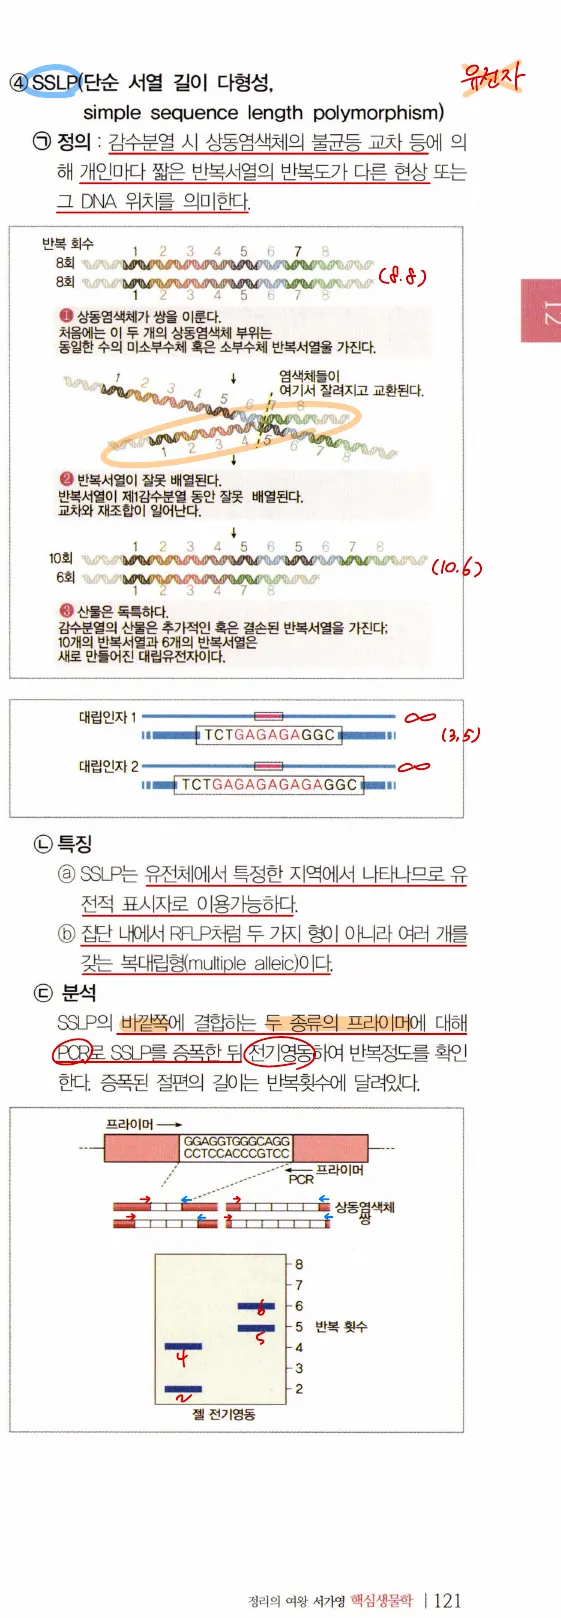 ④ SSLP(단순 서열 길이 다형성,
유전자
simple sequence length polymorphism)
㉠ 정의 : 감수분열 시 상동염색체의 불균등 교차 등에 의
해 개인마다 짧은 반복서열의 반복도가 다른 현상 또는
그 DNA 위치를 의미한다.
반복 회수
1 2 3 4 5 6 7 8
8회
8회
(8.8)
1 2 3 4 5 6 7 8
❶ 상동염색체가 쌍을 이룬다.
처음에는 이 두 개의 상동염색체 부위는
동일한 수의 미소부수체 혹은 소부수체 반복서열을 가진다.
염색체들이
여기서 잘려지고 교환된다.
1 2 3 4 5 6 7 8
1 2 3 4 5 6 7 8
❷ 반복서열이 잘못 배열된다.
반복서열이 제1감수분열 동안 잘못 배열된다.
교차와 재조합이 일어난다.
1 2 3 4 5 6 5 6 7 8
10회
6회
(10.6)
1 2 3 4 7 8
❸ 산물은 독특하다.
감수분열의 산물은 추가적인 혹은 결손된 반복서열을 가진다;
10개의 반복서열과 6개의 반복서열은
새로 만들어진 대립유전자이다.
대립인자 1
TCTGAGAGAGGC
(3,5)
대립인자 2
TCTGAGAGAGAGAGGC
㉡ 특징
ⓐ SSLP는 유전체에서 특정한 지역에서 나타나므로 유
전적 표시자로 이용가능하다.
ⓑ 집단 내에서 RFLP처럼 두 가지 형이 아니라 여러 개를
갖는 복대립형(multiple alleic)이다.
㉢ 분석
SSLP의 바깥쪽에 결합하는 두 종류의 프라이머에 대해
PCR로 SSLP를 증폭한 뒤 전기영동하여 반복정도를 확인
한다. 증폭된 절편의 길이는 반복횟수에 달려있다.
프라이머
GGAGGTGGGCAGG
CCTCCACCCGTCC
프라이머
PCR
상동염색체
쌍
8
7
6
6
5
5
반복 횟수
4
4
3
2
2
젤 전기영동
정리의 여왕 서가영 핵심생물학 | 121
12